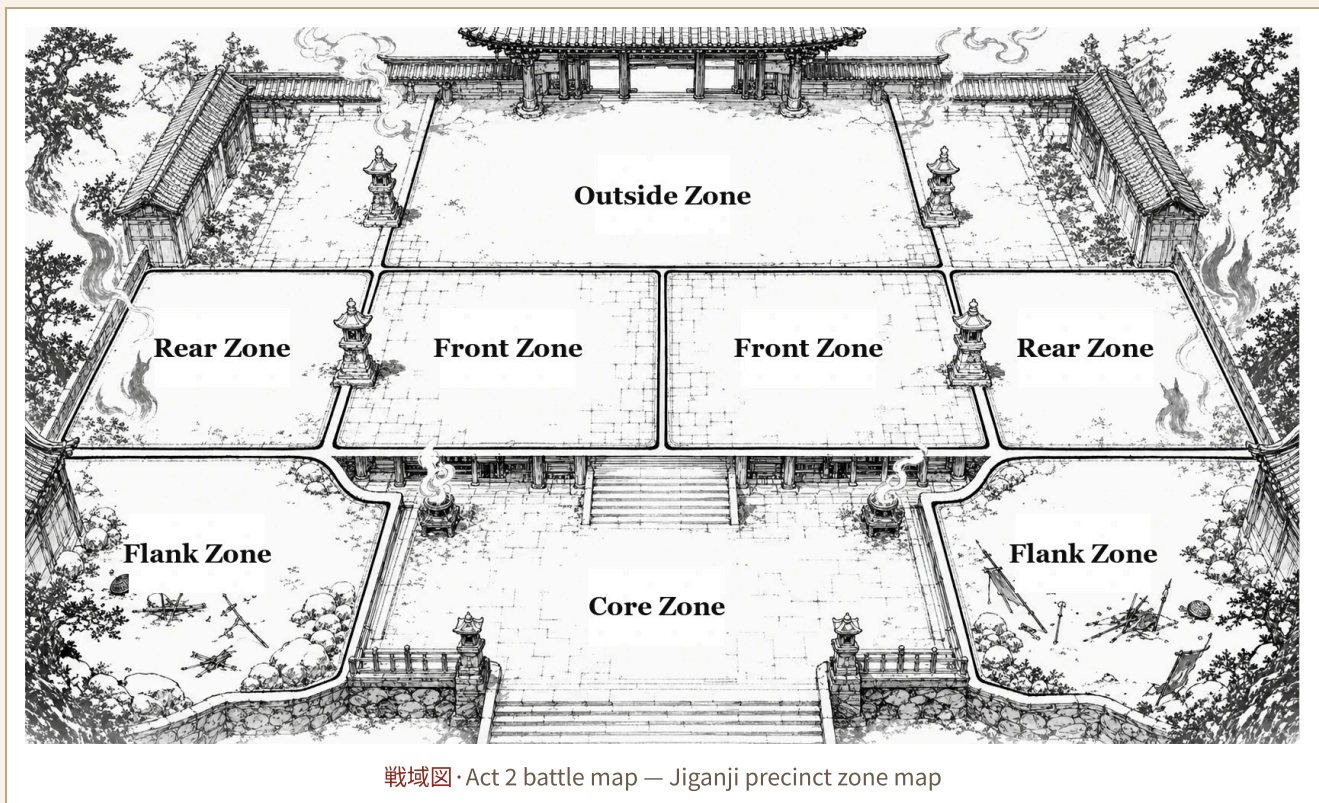 Outside Zone
Rear Zone
Front Zone
Front Zone
Rear Zone
Flank Zone
Flank Zone
Core Zone
戦域図·Act 2 battle map — Jiganji precinct zone map